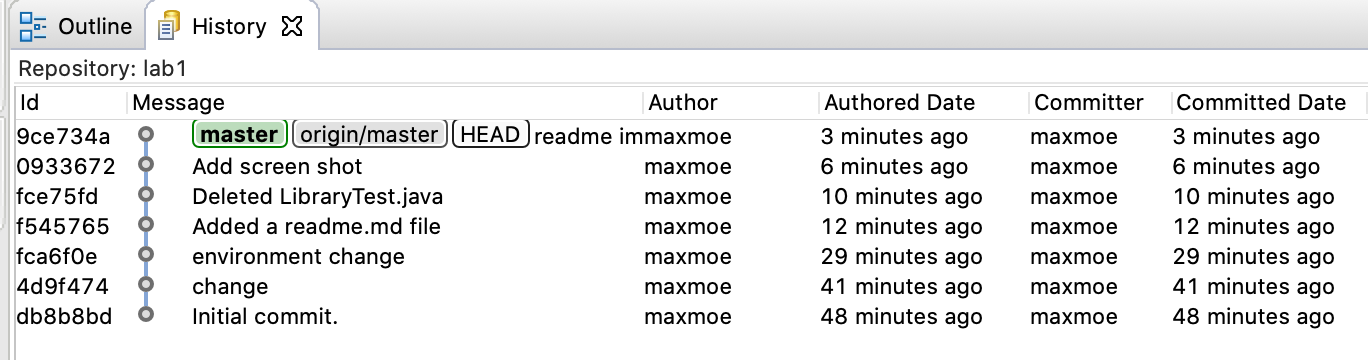 Outline History
Repository: lab1
Id Message Author Authored Date Committer Committed Date
9ce734a master origin/master HEAD readme im maxmoe 3 minutes ago maxmoe 3 minutes ago
0933672 Add screen shot maxmoe 6 minutes ago maxmoe 6 minutes ago
fce75fd Deleted LibraryTest.java maxmoe 10 minutes ago maxmoe 10 minutes ago
f545765 Added a readme.md file maxmoe 12 minutes ago maxmoe 12 minutes ago
fca6f0e environment change maxmoe 29 minutes ago maxmoe 29 minutes ago
4d9f474 change maxmoe 41 minutes ago maxmoe 41 minutes ago
db8b8bd Initial commit. maxmoe 48 minutes ago maxmoe 48 minutes ago